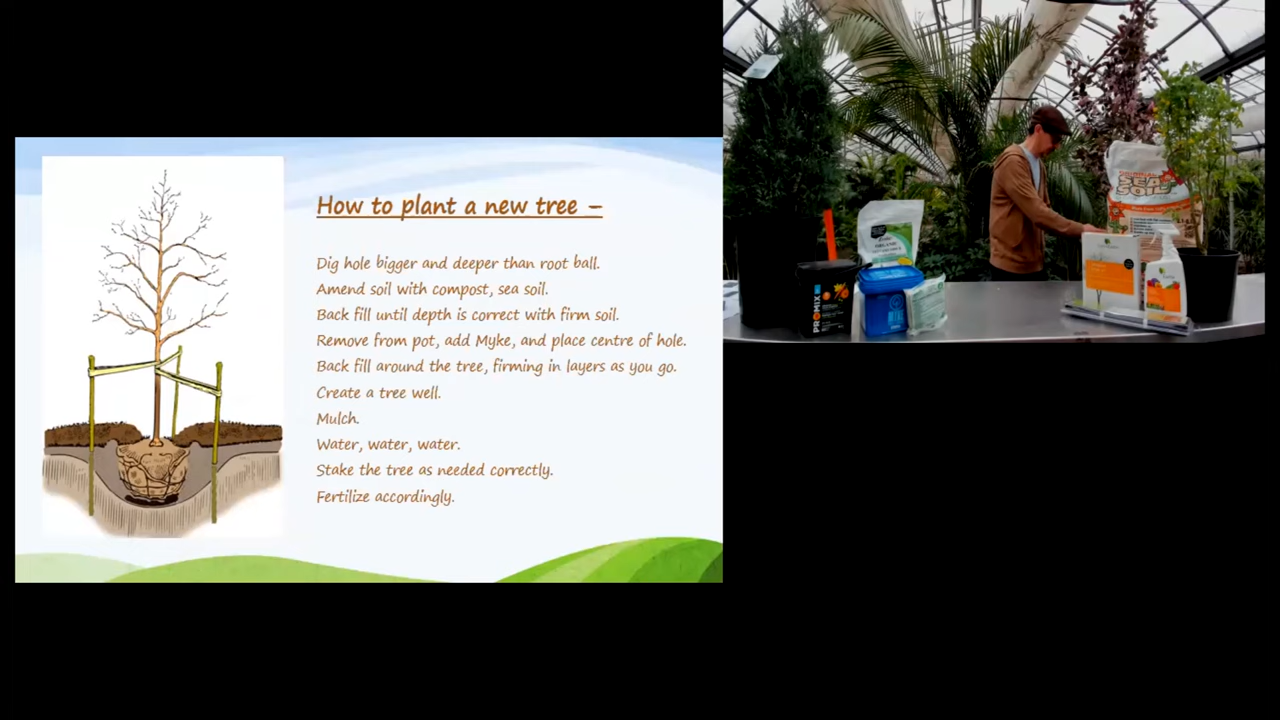 How to plant a new tree –
Dig hole bigger and deeper than root ball.
Amend soil with compost, sea soil.
Back fill until depth is correct with firm soil.
Remove from pot, add Myke, and place centre of hole.
Back fill around the tree, firming in layers as you go.
Create a tree well.
Mulch.
Water, water, water.
Stake the tree as needed correctly.
Fertilize accordingly.
SEA
SOIL
PROMIX
ORGANIC